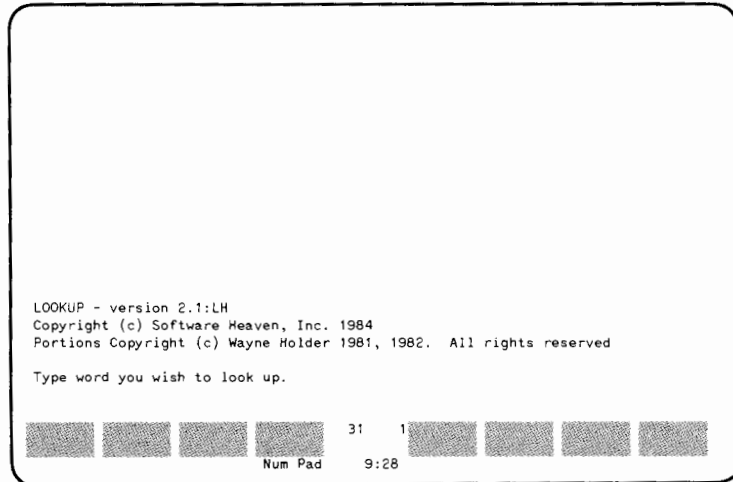 LOOKUP - version 2.1:LH
Copyright (c) Software Heaven, Inc. 1984
Portions Copyright (c) Wayne Holder 1981, 1982. All rights reserved
Type word you wish to look up.
31 1
Num Pad 9:28